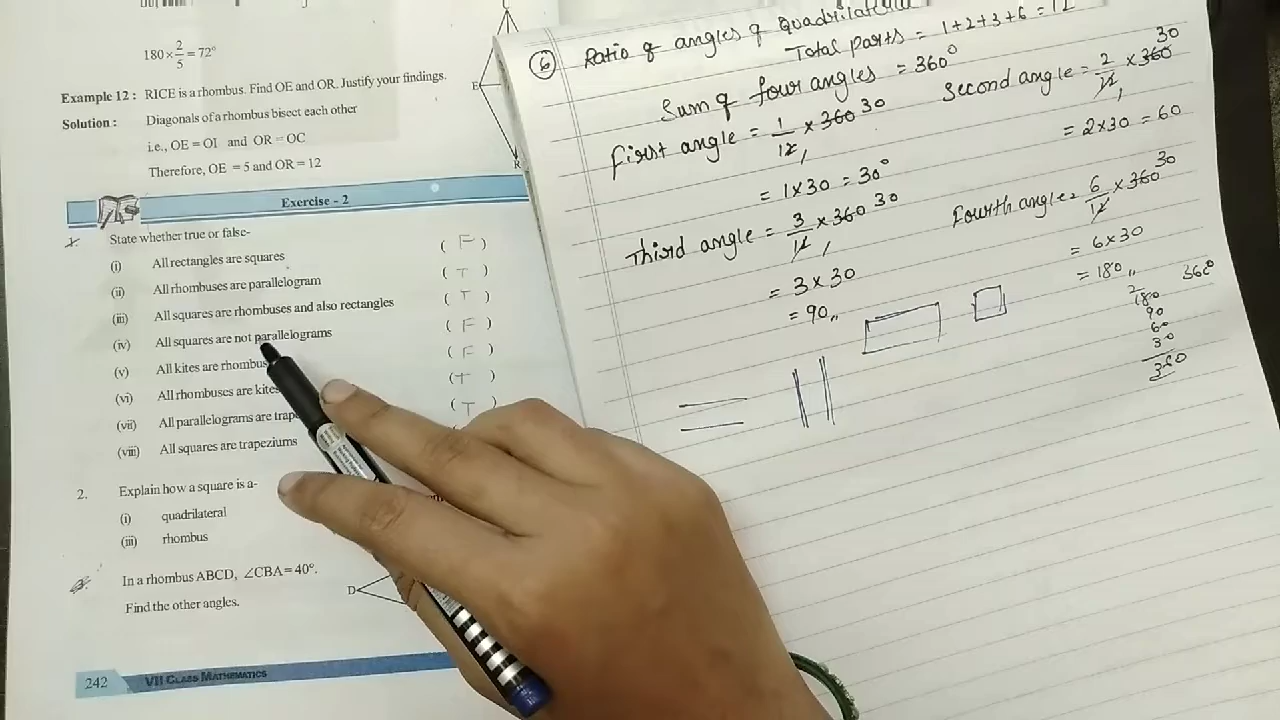 180 × 2/5 = 72°
Example 12 : RICE is a rhombus. Find OE and OR. Justify your findings.
Solution : Diagonals of a rhombus bisect each other
i.e., OE = OI and OR = OC
Therefore, OE = 5 and OR = 12
E
R
Exercise - 2
1. State whether true or false-
(i) All rectangles are squares ( F )
(ii) All rhombuses are parallelogram ( T )
(iii) All squares are rhombuses and also rectangles ( T )
(iv) All squares are not parallelograms ( F )
(v) All kites are rhombus ( F )
(vi) All rhombuses are kites ( T )
(vii) All parallelograms are ( T )
(viii) All squares are trapeziums
2. Explain how a square is a-
(i) quadrilateral
(iii) rhombus
3. In a rhombus ABCD, ∠CBA = 40°.
Find the other angles.
D
242 VII Class Mathematics
6 Ratio of angles of Quadrilateral
Total parts = 1+2+3+6 = 12
Sum of four angles = 360°
First angle = 1/12 × 360 30
1
= 1×30 = 30°
Second angle = 2/12 × 360 30
1
= 2×30 = 60
Third angle = 3/12 × 360 30
1
= 3 × 30
= 90,,
Fourth angle = 6/12 × 360 30
= 6×30
= 180,,
360°
2
180
90
60
30
360